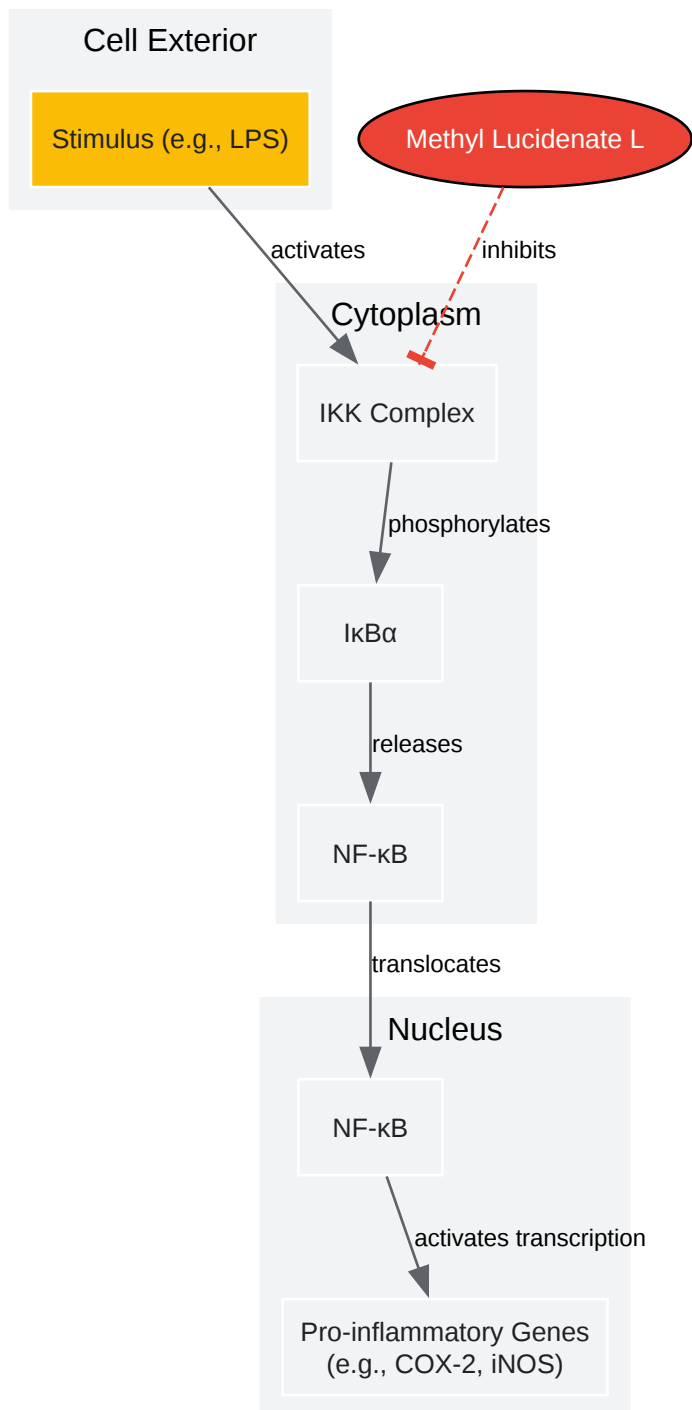 Cell Exterior
Stimulus (e.g., LPS)
Methyl Lucidenate L
activates
inhibits
Cytoplasm
IKK Complex
phosphorylates
IκBα
releases
NF-κB
translocates
Nucleus
NF-κB
activates transcription
Pro-inflammatory Genes
(e.g., COX-2, iNOS)